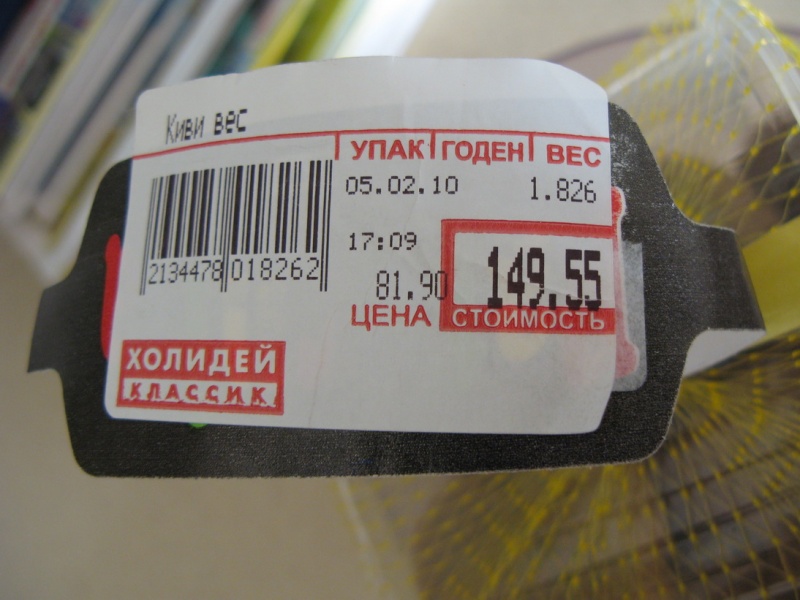 Киви вес
УПАК ГОДЕН ВЕС
05.02.10 1.826
17:09
2134478 018262
81.90 149.55
ЦЕНА СТОИМОСТЬ
ХОЛИДЕЙ
КЛАССИК